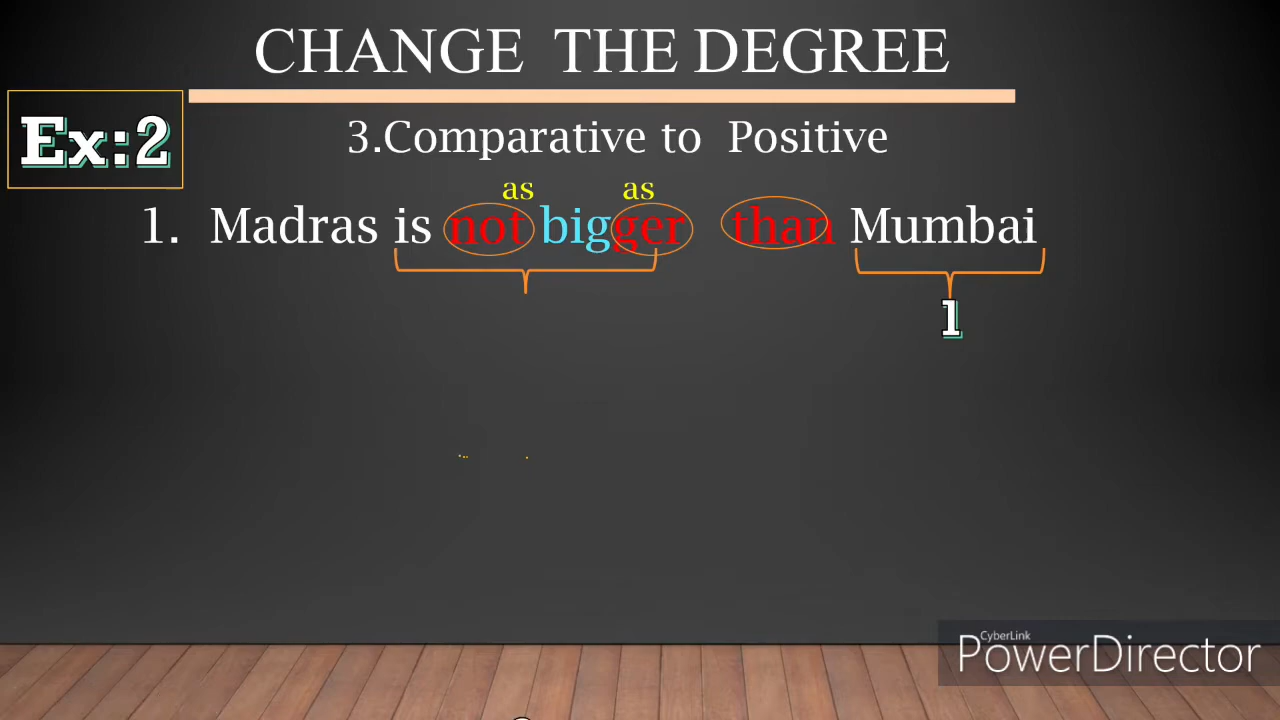 CHANGE THE DEGREE
Ex:2
3.Comparative to Positive
as as
1. Madras is not bigger than Mumbai
1
CyberLink
PowerDirector